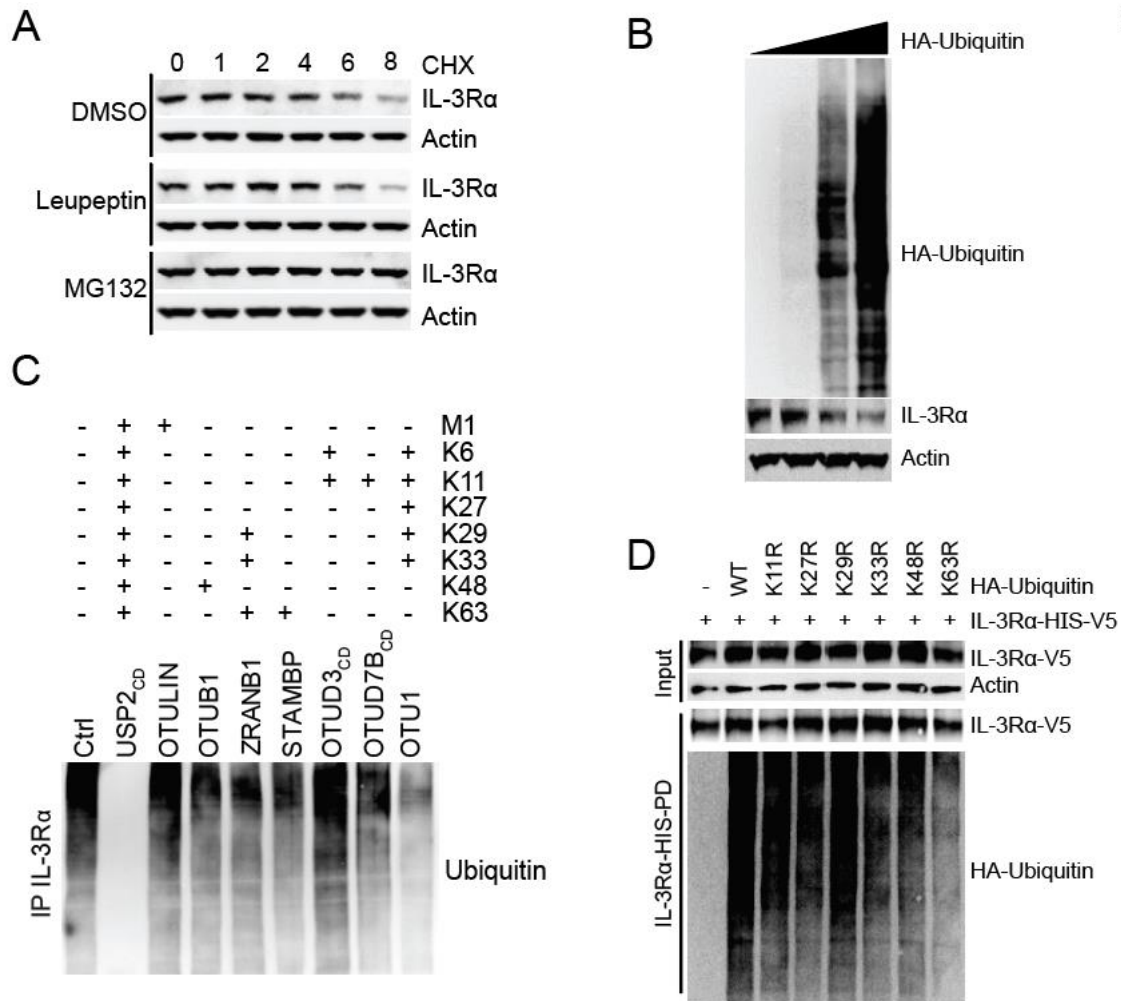 A
0 1 2 4 6 8 CHX
DMSO
IL-3Rα
Actin
Leupeptin
IL-3Rα
Actin
MG132
IL-3Rα
Actin
B
HA-Ubiquitin
HA-Ubiquitin
IL-3Rα
Actin
C
- + + - - - - - - M1
- + - - - - + - + K6
- + - - - - + + + K11
- + - - - - - - + K27
- + - - + - - - + K29
- + - - + - - - + K33
- + - + - - - - - K48
- + - - + + - - - K63
Ctrl
USP2CD
OTULIN
OTUB1
ZRANB1
STAMBP
OTUD3CD
OTUD7BCD
OTU1
IP IL-3Rα
Ubiquitin
D
- WT K11R K27R K29R K33R K48R K63R HA-Ubiquitin
+ + + + + + + + IL-3Rα-HIS-V5
Input
IL-3Rα-V5
Actin
IL-3Rα-HIS-PD
IL-3Rα-V5
HA-Ubiquitin